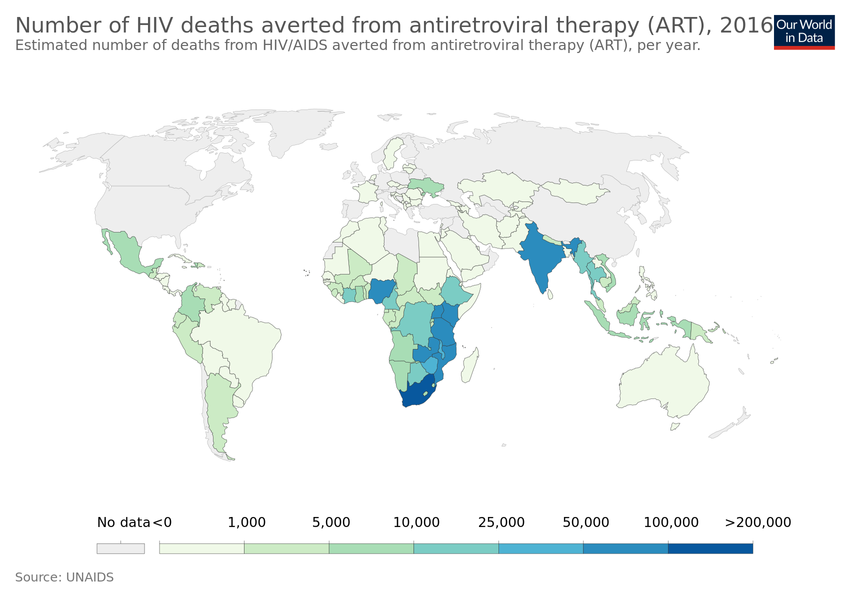 Number of HIV deaths averted from antiretroviral therapy (ART), 2016
Our World
in Data
Estimated number of deaths from HIV/AIDS averted from antiretroviral therapy (ART), per year.
No data <0 1,000 5,000 10,000 25,000 50,000 100,000 >200,000
Source: UNAIDS